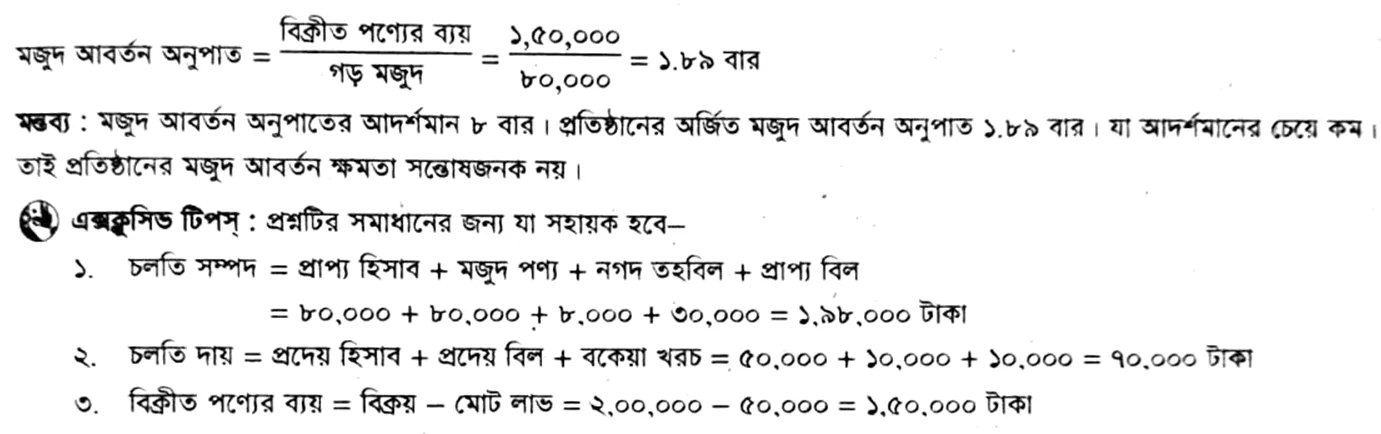 মজুদ আবর্তন অনুপাত = বিক্রীত পণ্যের ব্যয় / গড় মজুদ = ১,৫০,০০০ / ৮০,০০০ = ১.৮৯ বার
মন্তব্য : মজুদ আবর্তন অনুপাতের আদর্শমান ৮ বার। প্রতিষ্ঠানের অর্জিত মজুদ আবর্তন অনুপাত ১.৮৯ বার। যা আদর্শমানের চেয়ে কম।
তাই প্রতিষ্ঠানের মজুদ আবর্তন ক্ষমতা সন্তোষজনক নয়।
এক্সক্লুসিভ টিপস্ : প্রশ্নটির সমাধানের জন্য যা সহায়ক হবে–
১. চলতি সম্পদ = প্রাপ্য হিসাব + মজুদ পণ্য + নগদ তহবিল + প্রাপ্য বিল
= ৮০,০০০ + ৮০,০০০ + ৮,০০০ + ৩০,০০০ = ১,৯৮,০০০ টাকা
২. চলতি দায় = প্রদেয় হিসাব + প্রদেয় বিল + বকেয়া খরচ = ৫০,০০০ + ১০,০০০ + ১০,০০০ = ৭০,০০০ টাকা
৩. বিক্রীত পণ্যের ব্যয় = বিক্রয় – মোট লাভ = ২,০০,০০০ – ৫০,০০০ = ১,৫০,০০০ টাকা